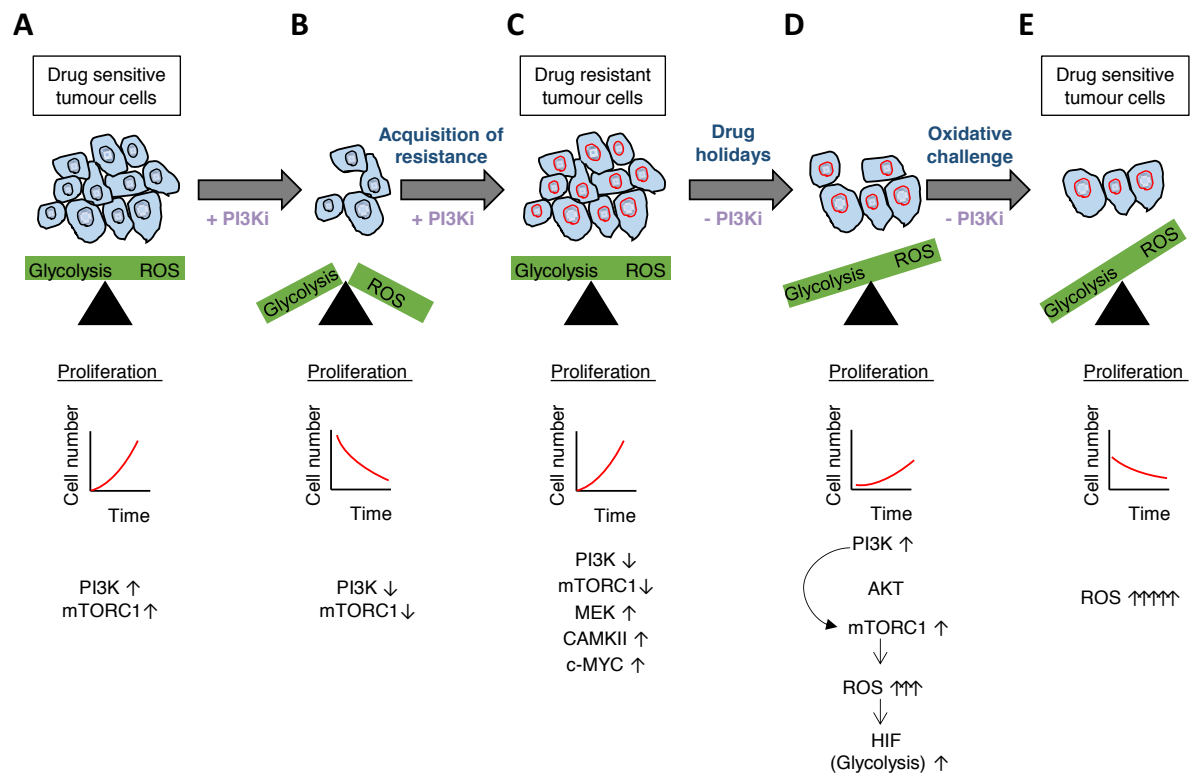 A
B
C
D
E
Drug sensitive
tumour cells
Drug resistant
tumour cells
Drug sensitive
tumour cells
+ PI3Ki
Acquisition of
resistance
+ PI3Ki
Drug
holidays
- PI3Ki
Oxidative
challenge
- PI3Ki
Glycolysis ROS
Glycolysis ROS
Glycolysis ROS
Glycolysis ROS
Glycolysis ROS
Proliferation
Cell number
Time
PI3K ↑
mTORC1 ↑
Proliferation
Cell number
Time
PI3K ↓
mTORC1 ↓
Proliferation
Cell number
Time
PI3K ↓
mTORC1 ↓
MEK ↑
CAMKII ↑
c-MYC ↑
Proliferation
Cell number
Time
PI3K ↑
AKT
mTORC1 ↑
ROS ↑↑↑
HIF
(Glycolysis) ↑
Proliferation
Cell number
Time
ROS ↑↑↑↑↑